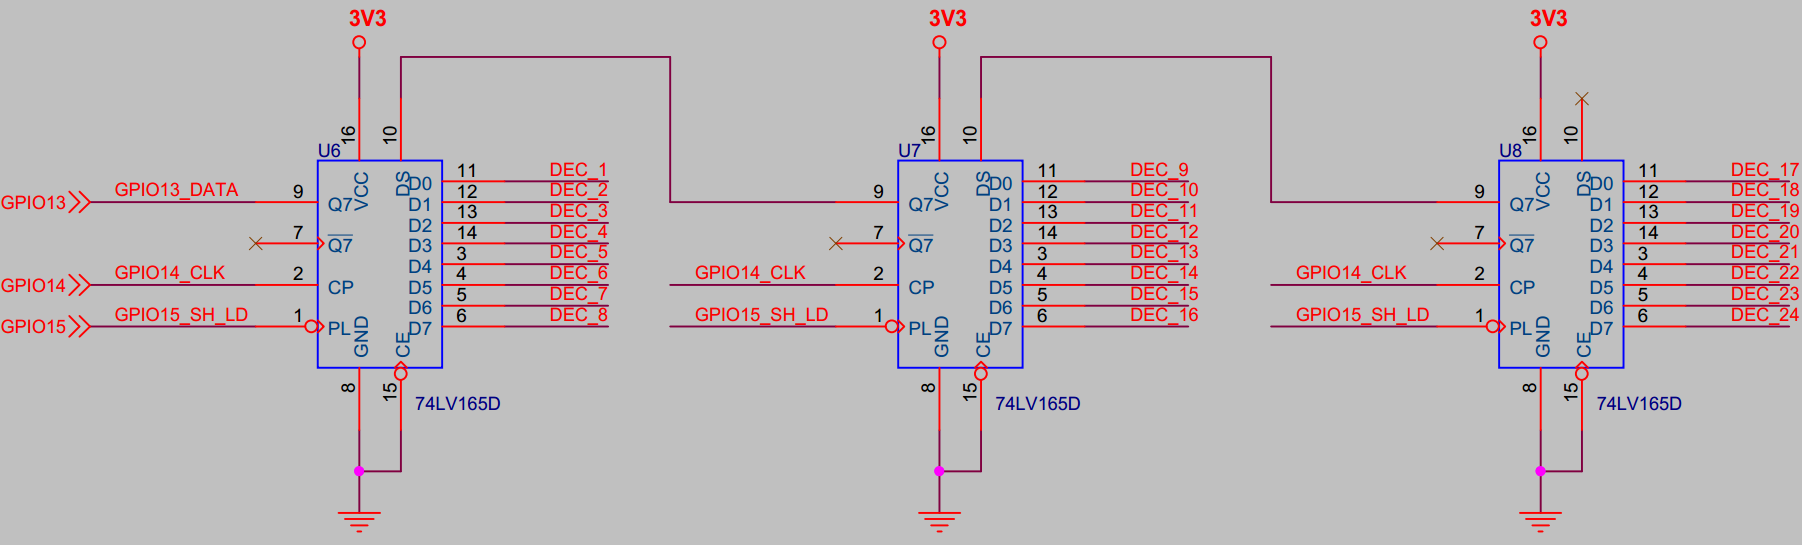 3V3 3V3 3V3
16 10 16 10 16 10
U6 U7 U8
GPIO13 GPIO13_DATA 9 Q7 VCC DS D0 11 DEC_1
D1 12 DEC_2
D2 13 DEC_3
7 Q7 D3 14 DEC_4
D4 3 DEC_5
GPIO14 GPIO14_CLK 2 CP D5 4 DEC_6
D6 5 DEC_7
GPIO15 GPIO15_SH_LD 1 PL GND CE D7 6 DEC_8
8 15
74LV165D
9 Q7 VCC DS D0 11 DEC_9
D1 12 DEC_10
D2 13 DEC_11
7 Q7 D3 14 DEC_12
D4 3 DEC_13
GPIO14_CLK 2 CP D5 4 DEC_14
D6 5 DEC_15
GPIO15_SH_LD 1 PL GND CE D7 6 DEC_16
8 15
74LV165D
9 Q7 VCC DS D0 11 DEC_17
D1 12 DEC_18
D2 13 DEC_19
7 Q7 D3 14 DEC_20
D4 3 DEC_21
GPIO14_CLK 2 CP D5 4 DEC_22
D6 5 DEC_23
GPIO15_SH_LD 1 PL GND CE D7 6 DEC_24
8 15
74LV165D